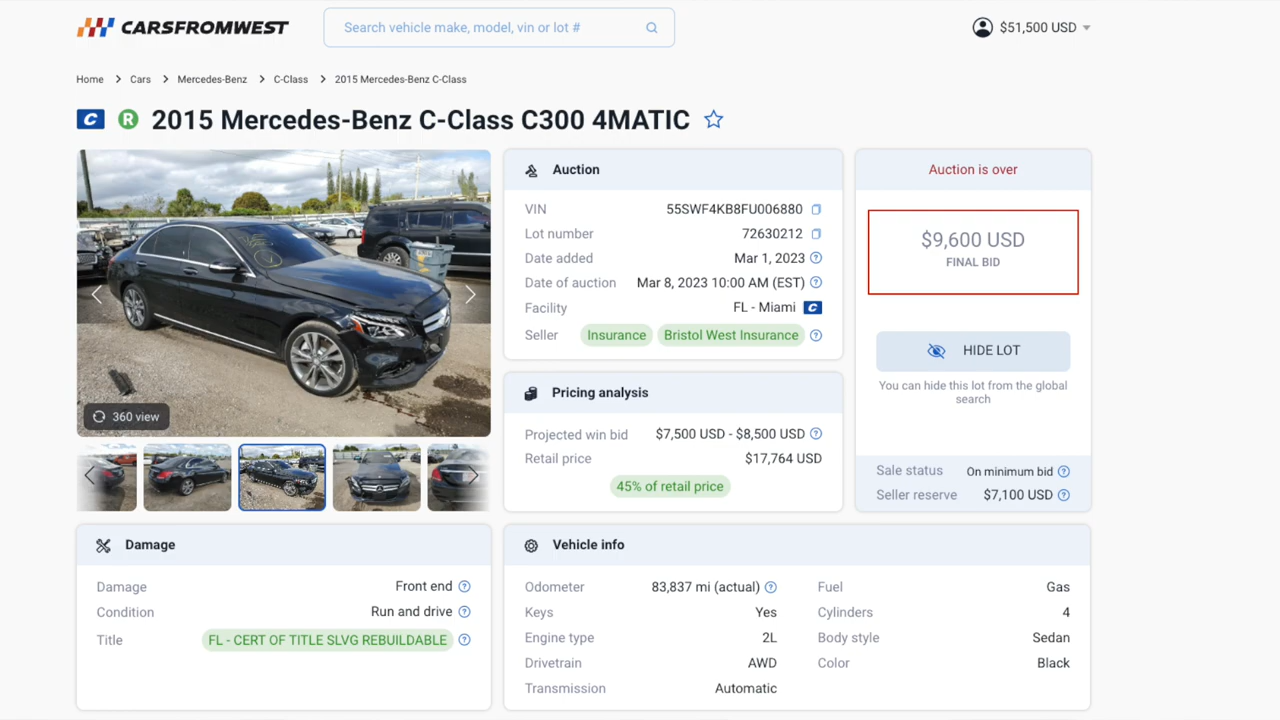 CARSFROMWEST
Search vehicle make, model, vin or lot #
$51,500 USD
Home > Cars > Mercedes-Benz > C-Class > 2015 Mercedes-Benz C-Class
C R 2015 Mercedes-Benz C-Class C300 4MATIC
360 view
Auction
VIN 55SWF4KB8FU006880
Lot number 72630212
Date added Mar 1, 2023
Date of auction Mar 8, 2023 10:00 AM (EST)
Facility FL - Miami C
Seller Insurance Bristol West Insurance
Pricing analysis
Projected win bid $7,500 USD - $8,500 USD
Retail price $17,764 USD
45% of retail price
Auction is over
$9,600 USD
FINAL BID
HIDE LOT
You can hide this lot from the global
search
Sale status On minimum bid
Seller reserve $7,100 USD
Damage
Damage Front end
Condition Run and drive
Title FL - CERT OF TITLE SLVG REBUILDABLE
Vehicle info
Odometer 83,837 mi (actual)
Keys Yes
Engine type 2L
Drivetrain AWD
Transmission Automatic
Fuel Gas
Cylinders 4
Body style Sedan
Color Black